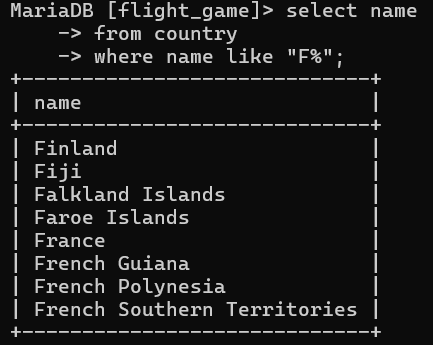 MariaDB [flight_game]> select name
    -> from country
    -> where name like "F%";
+-----------------------------+
| name                        |
+-----------------------------+
| Finland                     |
| Fiji                        |
| Falkland Islands            |
| Faroe Islands               |
| France                      |
| French Guiana               |
| French Polynesia            |
| French Southern Territories |
+-----------------------------+